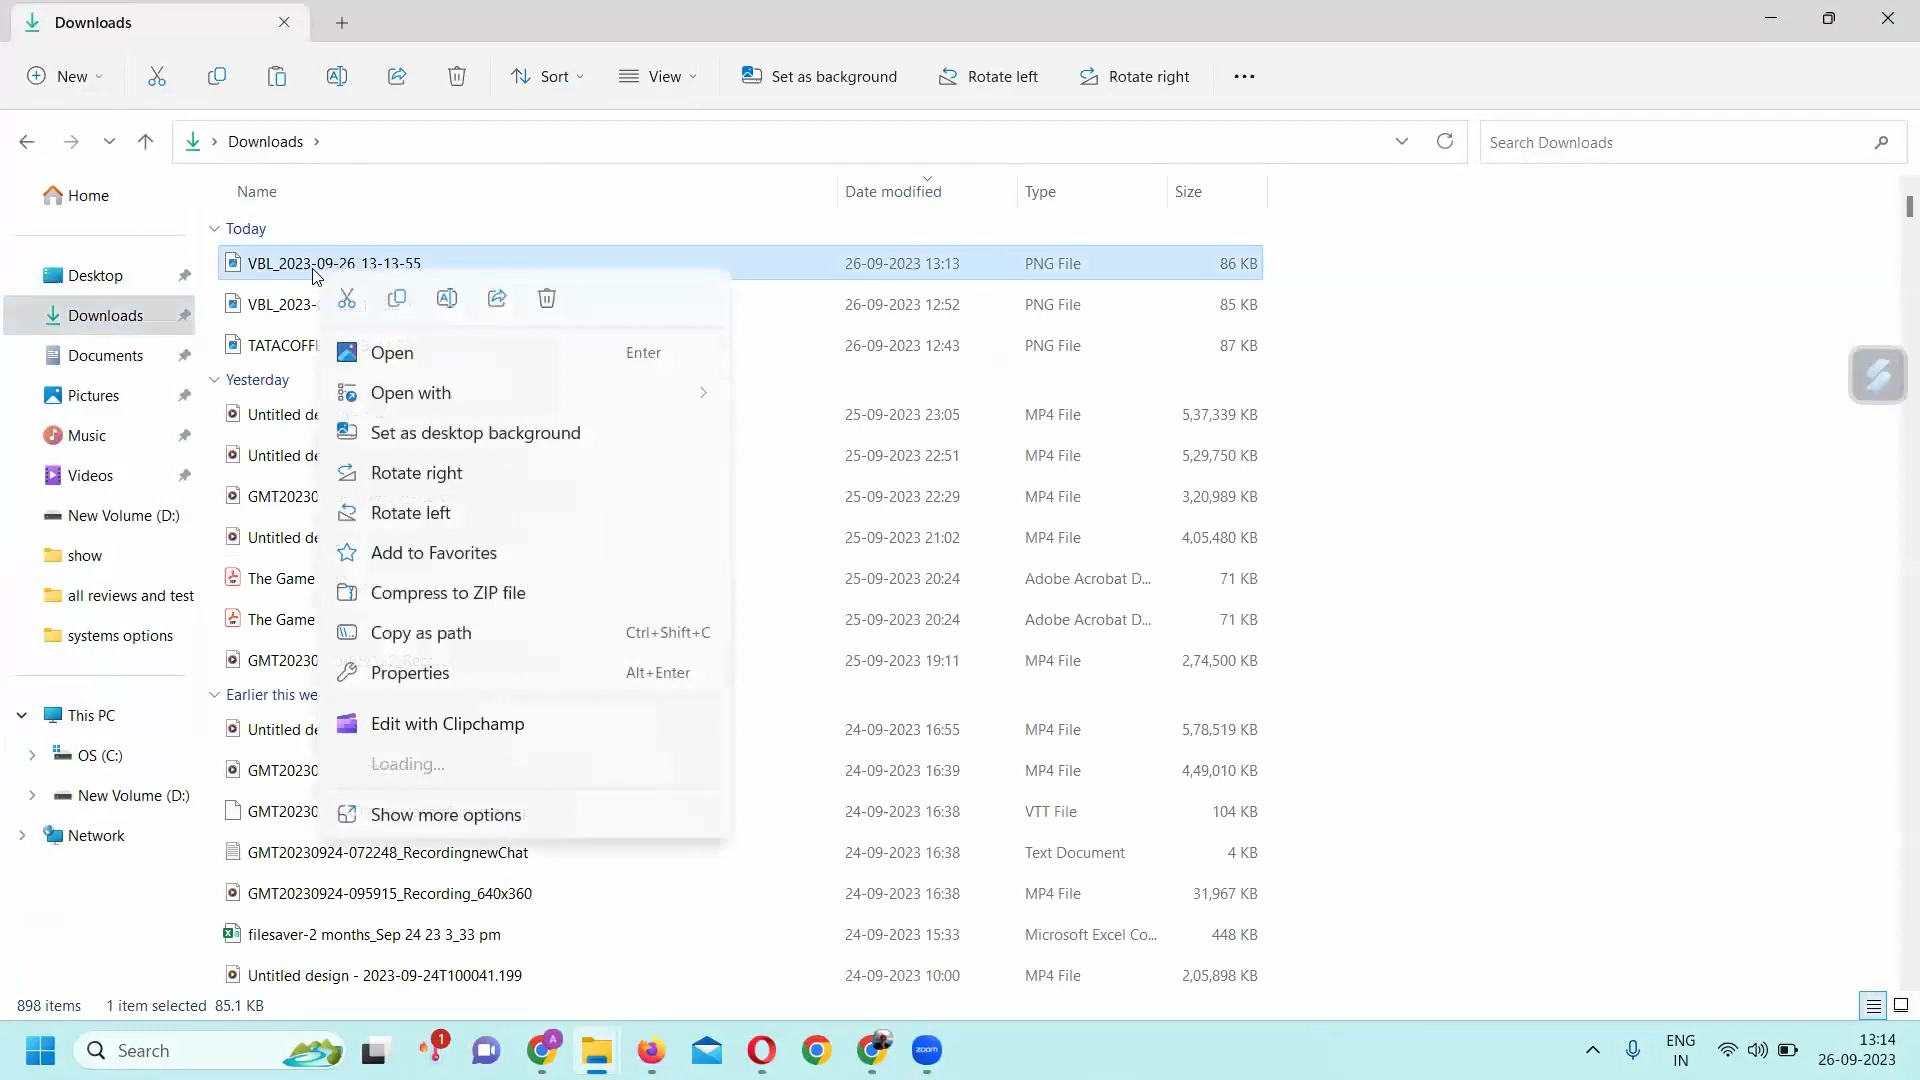 Downloads
New
Sort
View
Set as background
Rotate left
Rotate right
Downloads
Search Downloads
Name
Date modified
Type
Size
Home
Desktop
Downloads
Documents
Pictures
Music
Videos
New Volume (D:)
show
all reviews and test
systems options
This PC
OS (C:)
New Volume (D:)
Network
Today
VBL_2023-09-26_13-13-55 26-09-2023 13:13 PNG File 86 KB
VBL_2023- 26-09-2023 12:52 PNG File 85 KB
TATACOFF 26-09-2023 12:43 PNG File 87 KB
Yesterday
Untitled de 25-09-2023 23:05 MP4 File 5,37,339 KB
Untitled de 25-09-2023 22:51 MP4 File 5,29,750 KB
GMT20230 25-09-2023 22:29 MP4 File 3,20,989 KB
Untitled de 25-09-2023 21:02 MP4 File 4,05,480 KB
The Game 25-09-2023 20:24 Adobe Acrobat D... 71 KB
The Game 25-09-2023 20:24 Adobe Acrobat D... 71 KB
GMT20230 25-09-2023 19:11 MP4 File 2,74,500 KB
Earlier this we
Untitled de 24-09-2023 16:55 MP4 File 5,78,519 KB
GMT20230 24-09-2023 16:39 MP4 File 4,49,010 KB
GMT20230 24-09-2023 16:38 VTT File 104 KB
GMT20230924-072248_RecordingnewChat 24-09-2023 16:38 Text Document 4 KB
GMT20230924-095915_Recording_640x360 24-09-2023 16:38 MP4 File 31,967 KB
filesaver-2 months_Sep 24 23 3_33 pm 24-09-2023 15:33 Microsoft Excel Co... 448 KB
Untitled design - 2023-09-24T100041.199 24-09-2023 10:00 MP4 File 2,05,898 KB
Open Enter
Open with
Set as desktop background
Rotate right
Rotate left
Add to Favorites
Compress to ZIP file
Copy as path Ctrl+Shift+C
Properties Alt+Enter
Edit with Clipchamp
Loading...
Show more options
898 items 1 item selected 85.1 KB
Search
1
A
zoom
ENG
IN
13:14
26-09-2023